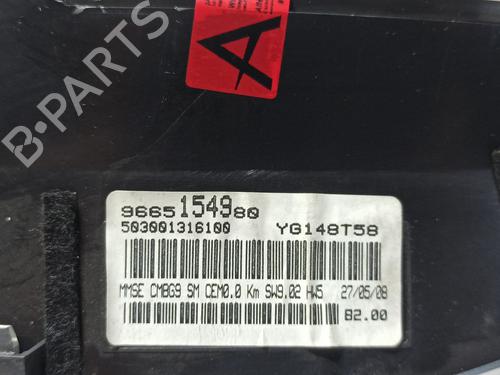 A
B-PARTS
9665154980
503001316100 YG148T58
MMSE CMBG9 SM CEM0.0 Km SW9.02 HW5 27/05/08
82.00